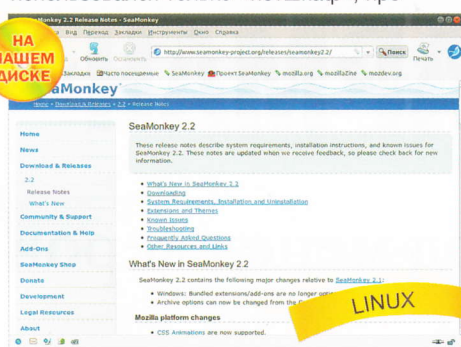 SeaMonkey 2.2 Release Notes - SeaMonkey
Вид Переход Закладки Инструменты Окно Справка
НА
НАШЕМ
ДИСКЕ
Обновить
http://www.seamonkey-project.org/releases/seamonkey2.2/
Поиск
Печать
Закладки Часто посещаемые SeaMonkey Проект SeaMonkey mozilla.org mozillaZine mozdev.org
SeaMonkey
Home » Download & Releases » 2.2 » Release Notes
Home
News
Download & Releases
2.2
Release Notes
What's New
Community & Support
Documentation & Help
Add-Ons
SeaMonkey Shop
Donate
Development
Legal Resources
About
SeaMonkey 2.2
These release notes describe system requirements, installation instructions, and known issues for
SeaMonkey 2.2. These notes are updated when we receive feedback, so please check back for new
information.
• What's New in SeaMonkey 2.2
• Downloading
• System Requirements, Installation and Uninstallation
• Extensions and Themes
• Known Issues
• Troubleshooting
• Frequently Asked Questions
• Other Resources and Links
What's New in SeaMonkey 2.2
SeaMonkey 2.2 contains the following major changes relative to SeaMonkey 2.1:
• Windows: Bundled extensions/add-ons are no longer
• Archive options can now be changed from the
Mozilla platform changes
• CSS Animations are now supported.
LINUX